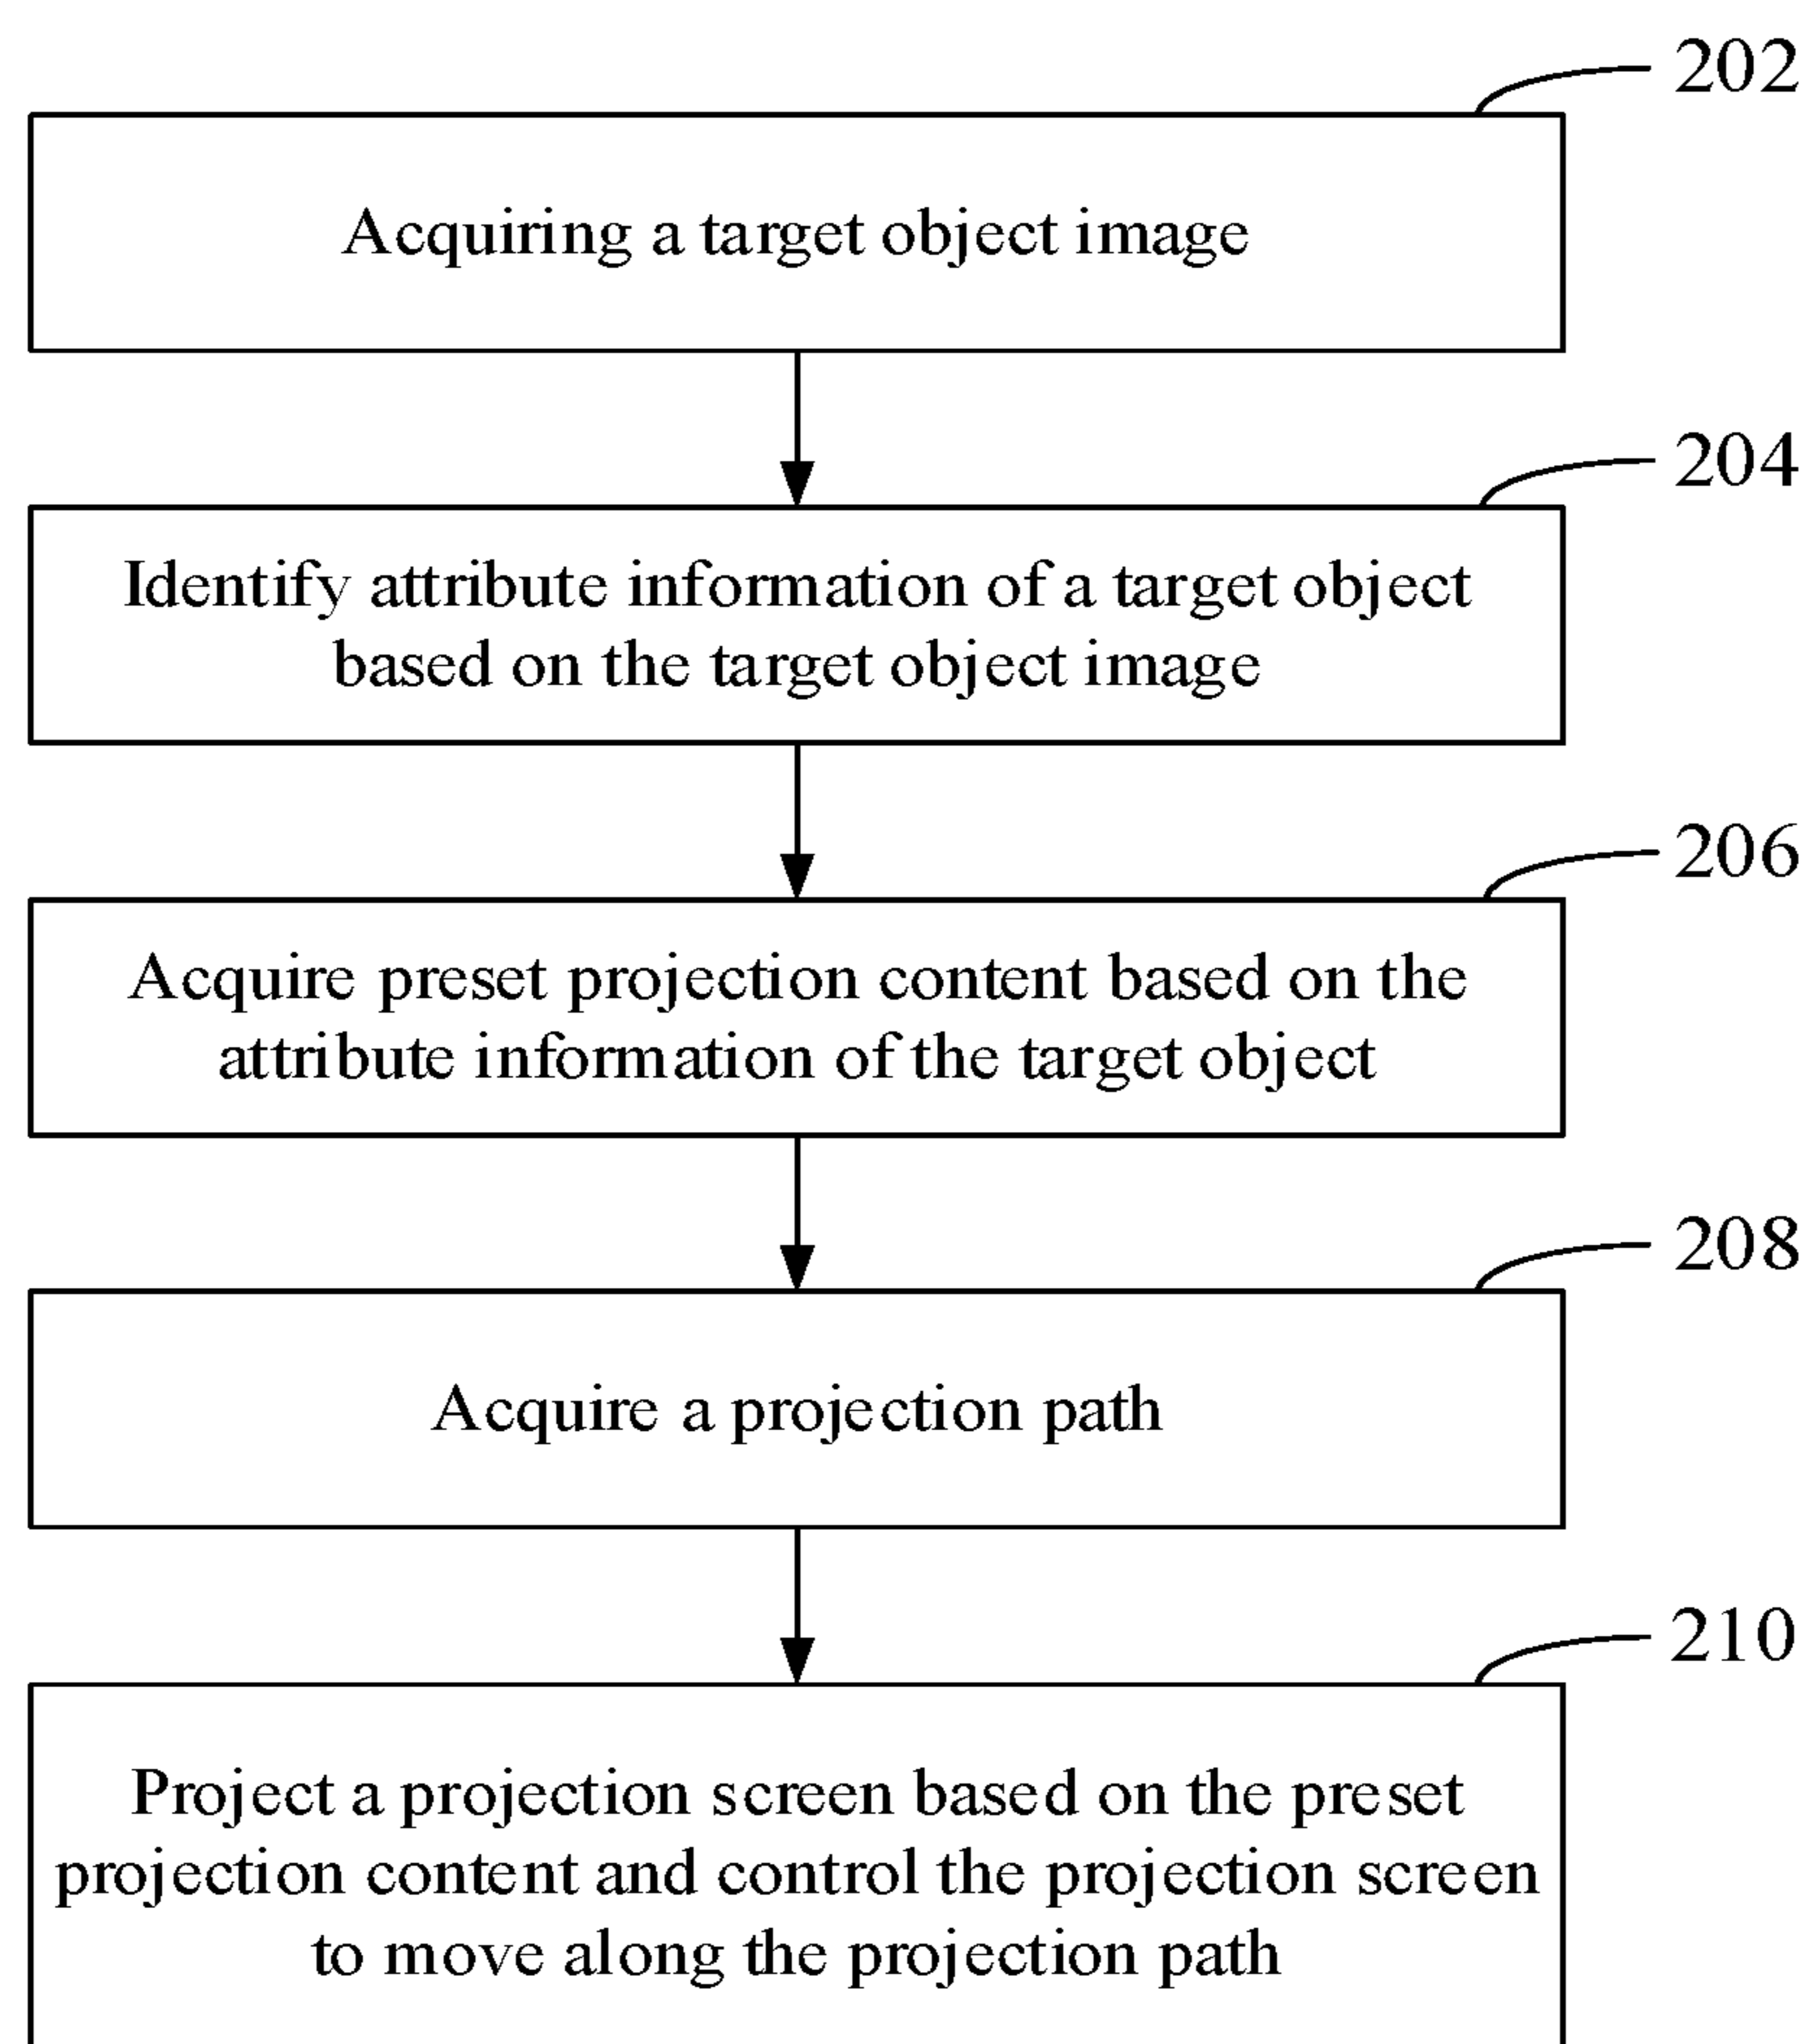 202
Acquiring a target object image
204
Identify attribute information of a target object
based on the target object image
206
Acquire preset projection content based on the
attribute information of the target object
208
Acquire a projection path
210
Project a projection screen based on the preset
projection content and control the projection screen
to move along the projection path